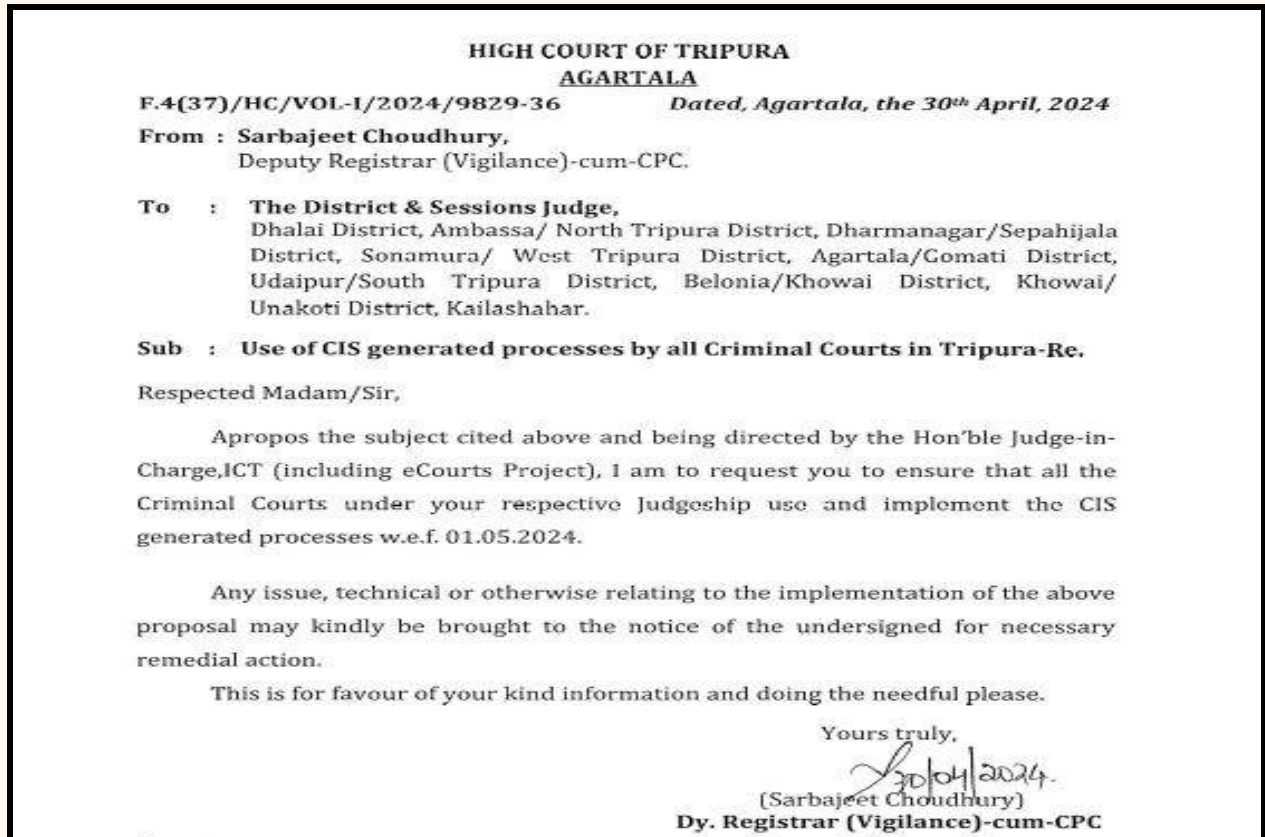 HIGH COURT OF TRIPURA
AGARTALA
F.4(37)/HC/VOL-I/2024/9829-36 Dated, Agartala, the 30th April, 2024
From : Sarbajeet Choudhury,
Deputy Registrar (Vigilance)-cum-CPC.
To : The District & Sessions Judge,
Dhalai District, Ambassa/ North Tripura District, Dharmanagar/Sepahijala
District, Sonamura/ West Tripura District, Agartala/Gomati District,
Udaipur/South Tripura District, Belonia/Khowai District, Khowai/
Unakoti District, Kailashahar.
Sub : Use of CIS generated processes by all Criminal Courts in Tripura-Re.
Respected Madam/Sir,
Apropos the subject cited above and being directed by the Hon'ble Judge-in-
Charge,ICT (including eCourts Project), I am to request you to ensure that all the
Criminal Courts under your respective Judgeship use and implement the CIS
generated processes w.e.f. 01.05.2024.
Any issue, technical or otherwise relating to the implementation of the above
proposal may kindly be brought to the notice of the undersigned for necessary
remedial action.
This is for favour of your kind information and doing the needful please.
Yours truly,
30/04/2024.
(Sarbajeet Choudhury)
Dy. Registrar (Vigilance)-cum-CPC